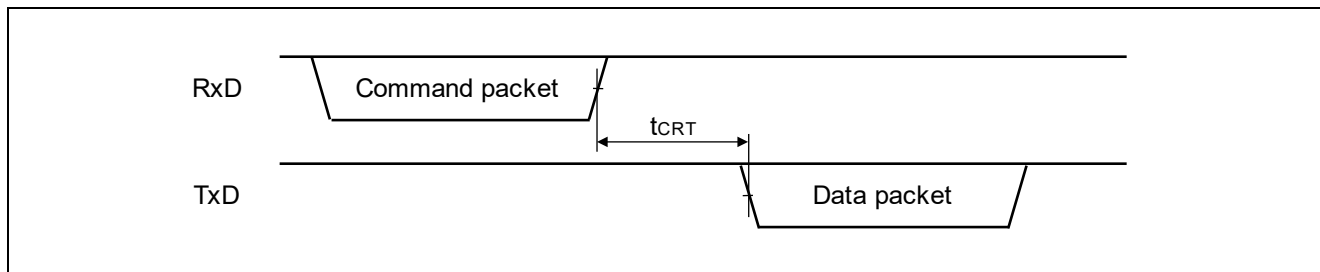 RxD
Command packet
tCRT
TxD
Data packet